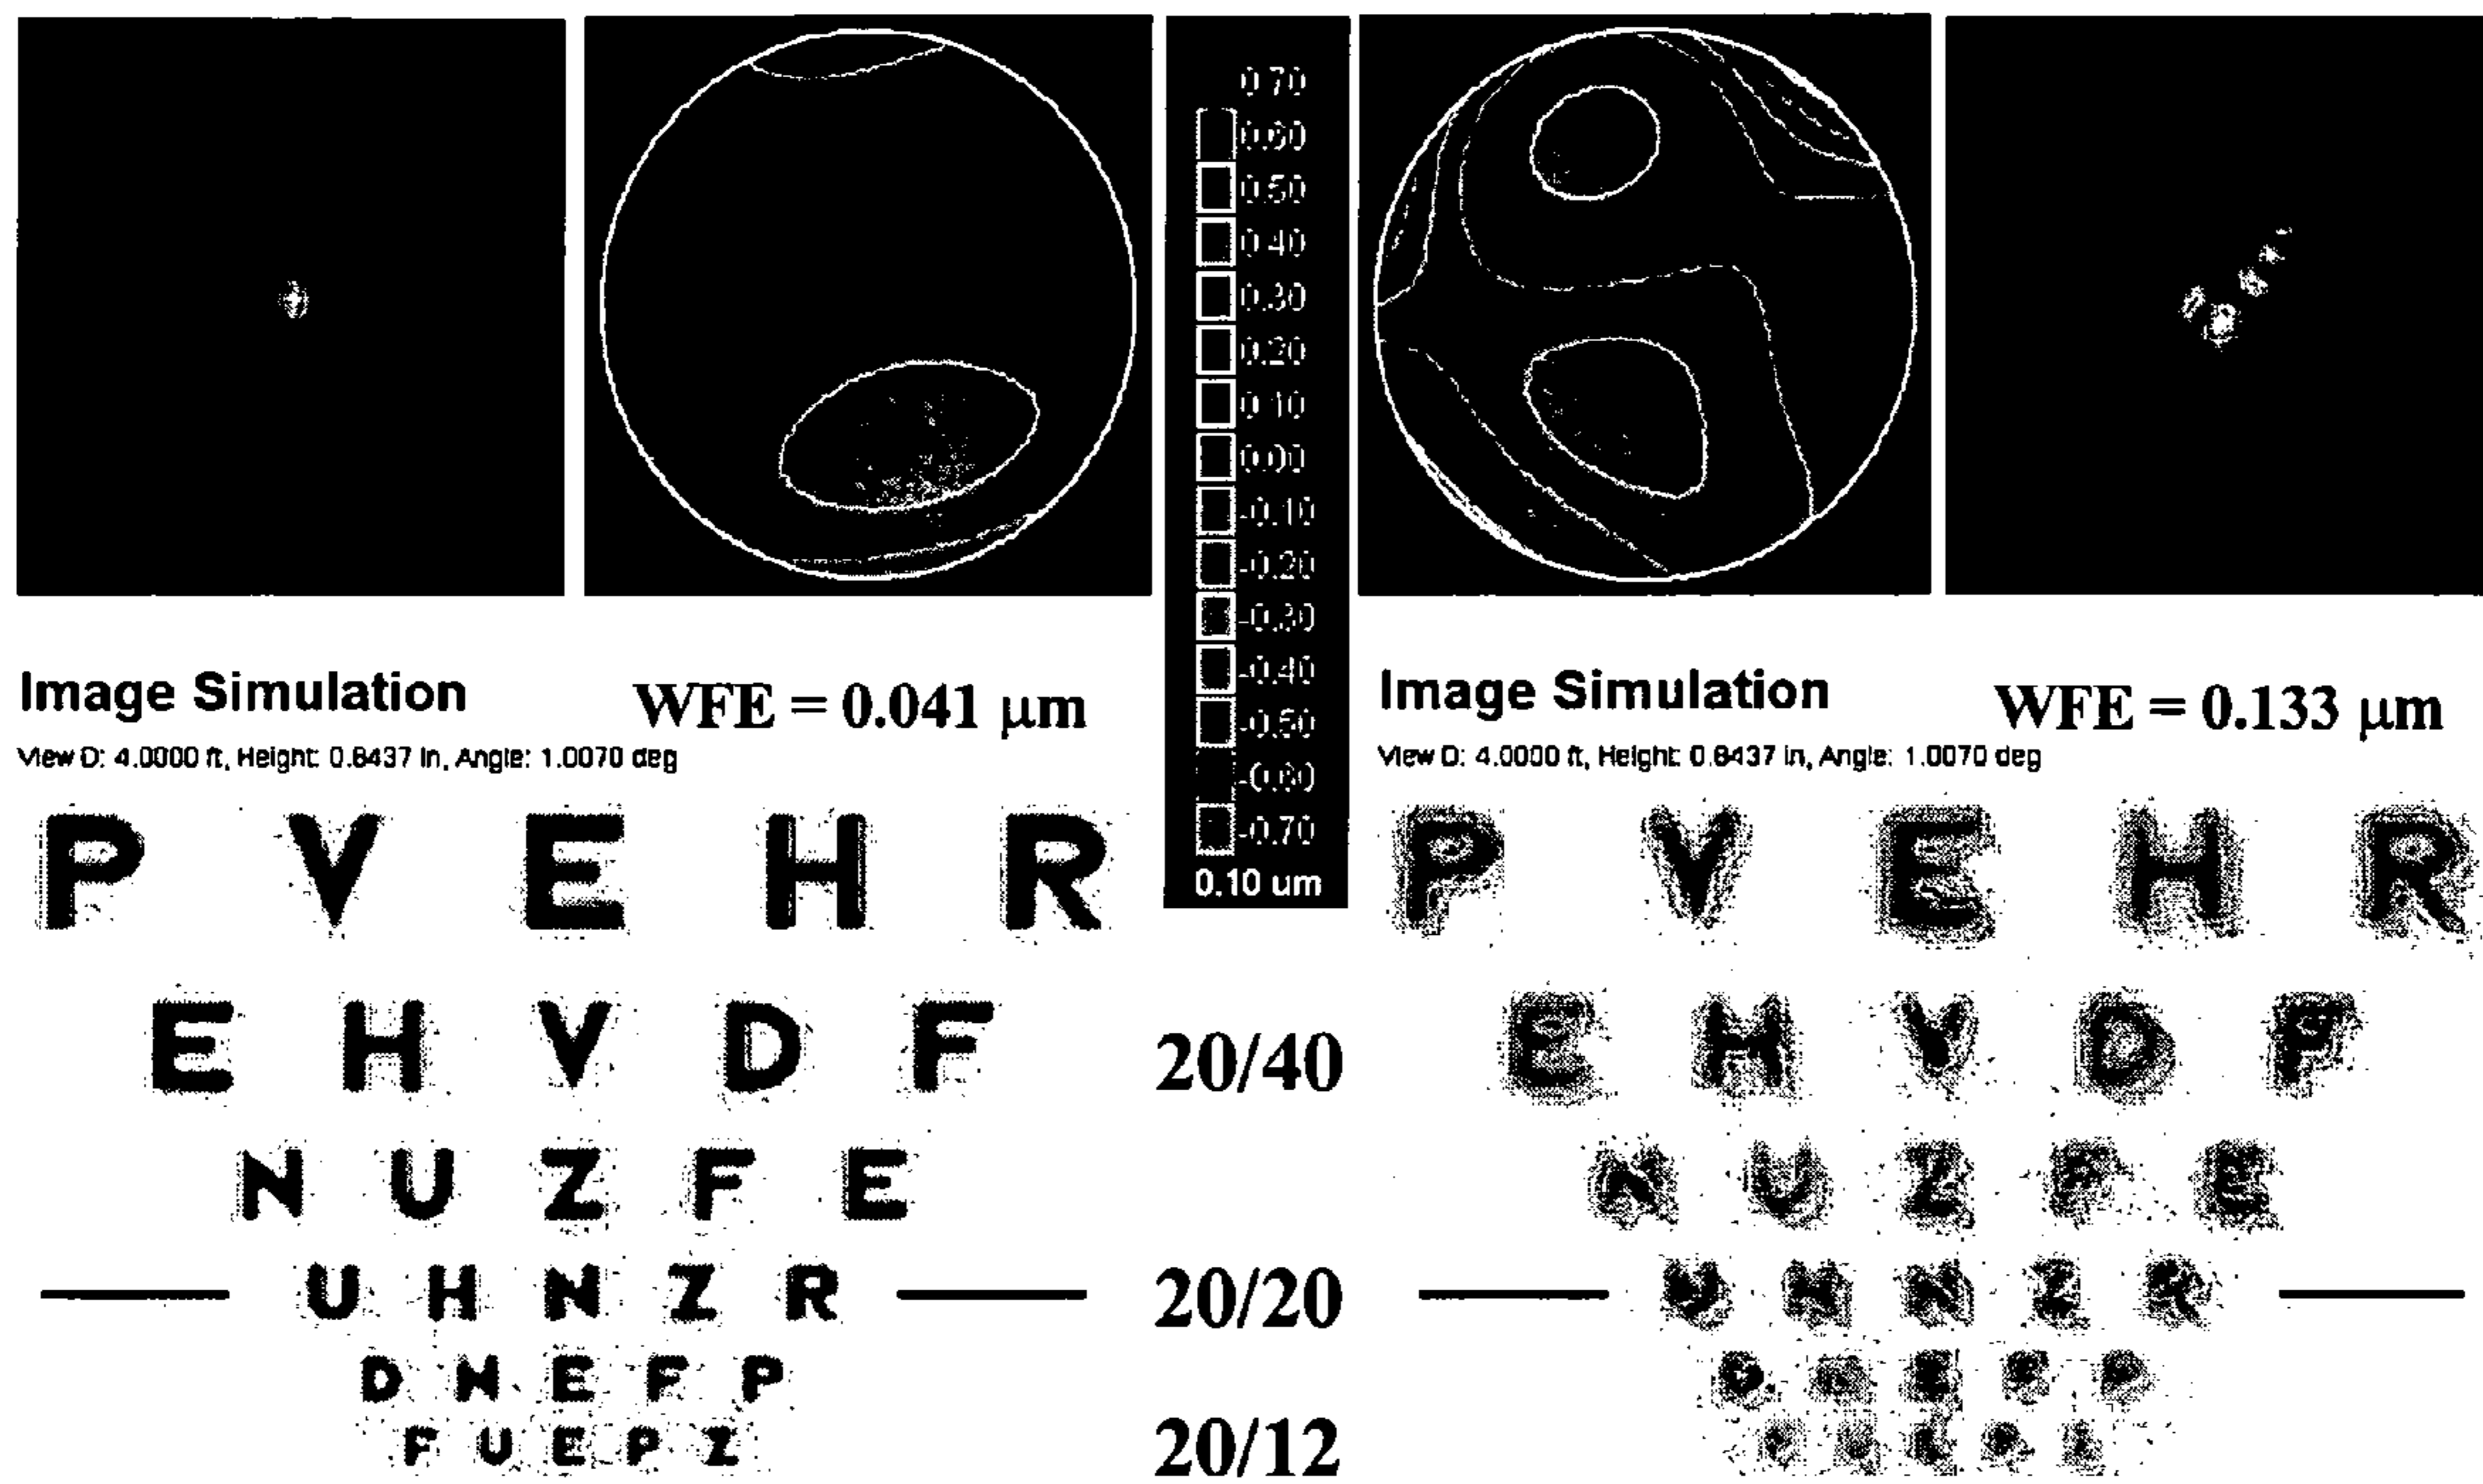 0.70
0.60
0.50
0.40
0.30
0.20
0.10
0.00
-0.10
-0.20
-0.30
-0.40
-0.50
-0.60
-0.70
0.10 um
Image Simulation
WFE = 0.041 μm
View D: 4.0000 ft, Height: 0.8437 in, Angle: 1.0070 deg
P V E H R
E H V D F
N U Z F E
U H N Z R
D H E F P
F U E P Z
20/40
20/20
20/12
Image Simulation
WFE = 0.133 μm
View D: 4.0000 ft, Height: 0.8437 in, Angle: 1.0070 deg
P V E H R
E H V D F
N U Z F E
U H N Z R